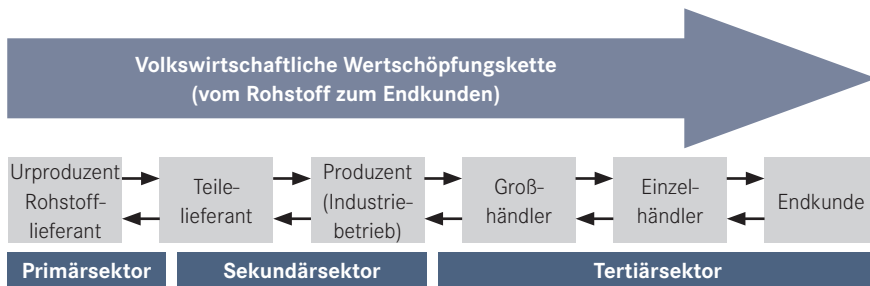 Volkswirtschaftliche Wertschöpfungskette
(vom Rohstoff zum Endkunden)
Urproduzent
Rohstoff-
lieferant
Teile-
lieferant
Produzent
(Industrie-
betrieb)
Groß-
händler
Einzel-
händler
Endkunde
Primärsektor
Sekundärsektor
Tertiärsektor